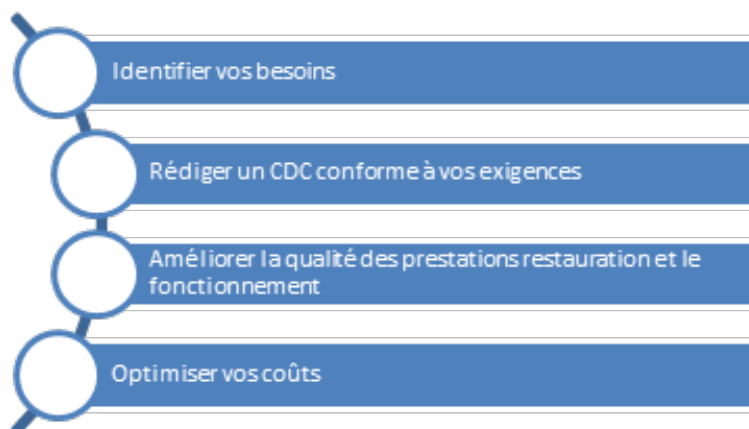 Identifier vos besoins
Rédiger un CDC conforme à vos exigences
Améliorer la qualité des prestations restauration et le
fonctionnement
Optimiser vos coûts